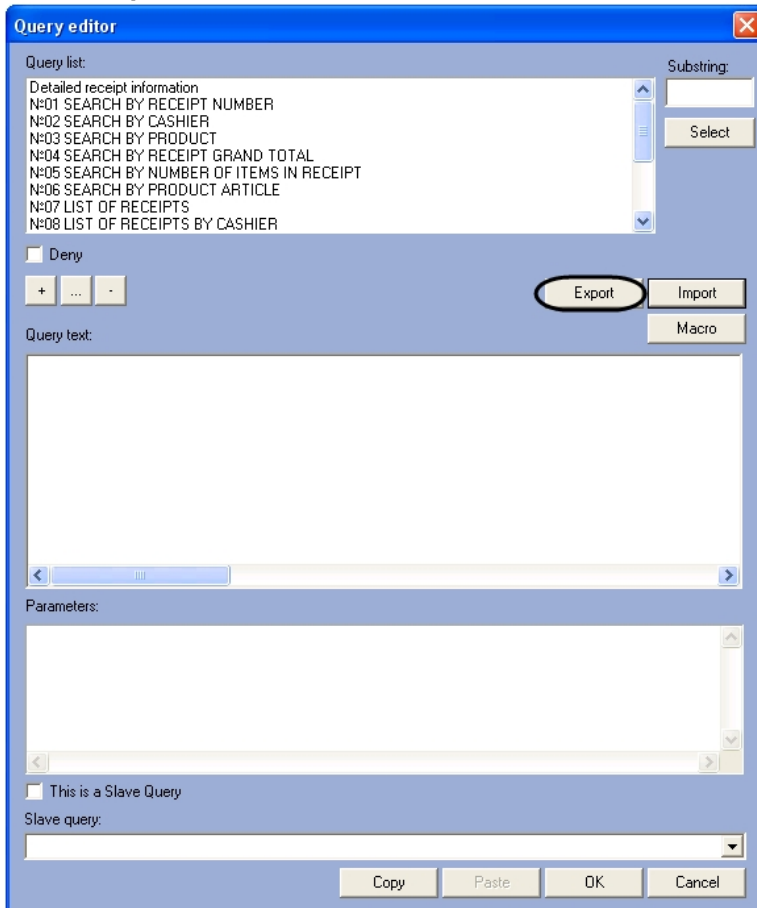 Query editor
Query list:
Substring:
Detailed receipt information
№01 SEARCH BY RECEIPT NUMBER
№02 SEARCH BY CASHIER
№03 SEARCH BY PRODUCT
Select
№04 SEARCH BY RECEIPT GRAND TOTAL
№05 SEARCH BY NUMBER OF ITEMS IN RECEIPT
№06 SEARCH BY PRODUCT ARTICLE
№07 LIST OF RECEIPTS
№08 LIST OF RECEIPTS BY CASHIER
Deny
+ ... - Export Import
Macro
Query text:
Parameters:
This is a Slave Query
Slave query:
Copy Paste OK Cancel